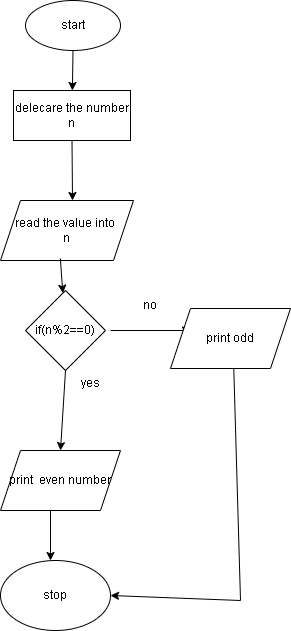 start
delecare the number
n
read the value into
n
if(n%2==0)
no
print odd
yes
print even number
stop